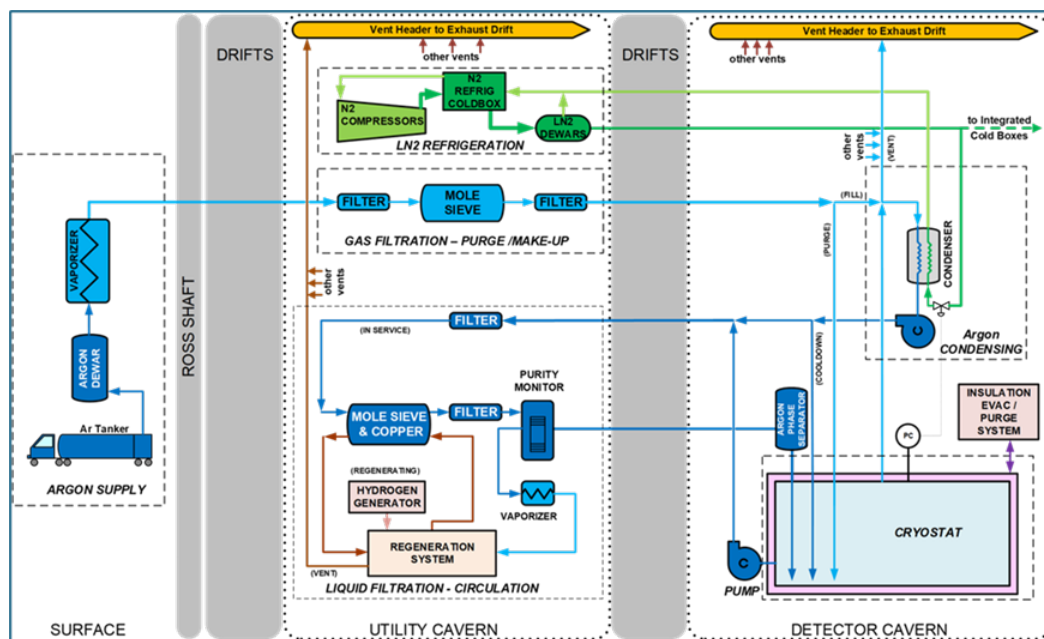 Vent Header to Exhaust Drift
other vents
DRIFTS
N2
COMPRESSORS
N2
REFRIG
COLDBOX
LN2
DEWARS
LN2 REFRIGERATION
FILTER
MOLE
SIEVE
FILTER
GAS FILTRATION – PURGE /MAKE-UP
other
vents
VAPORIZER
ARGON
DEWAR
Ar Tanker
ARGON SUPPLY
SURFACE
ROSS SHAFT
(IN SERVICE)
FILTER
PURITY
MONITOR
MOLE SIEVE
& COPPER
FILTER
(REGENERATING)
HYDROGEN
GENERATOR
VAPORIZER
REGENERATION
SYSTEM
(VENT)
LIQUID FILTRATION - CIRCULATION
UTILITY CAVERN
DRIFTS
Vent Header to Exhaust Drift
other vents
to Integrated
Cold Boxes
other
vents
(VENT)
(FILL)
(PURGE)
CONDENSER
C
Argon
CONDENSING
(COOLDOWN)
ARGON
PHASE
SEPARATOR
PC
INSULATION
EVAC /
PURGE
SYSTEM
CRYOSTAT
C
PUMP
DETECTOR CAVERN